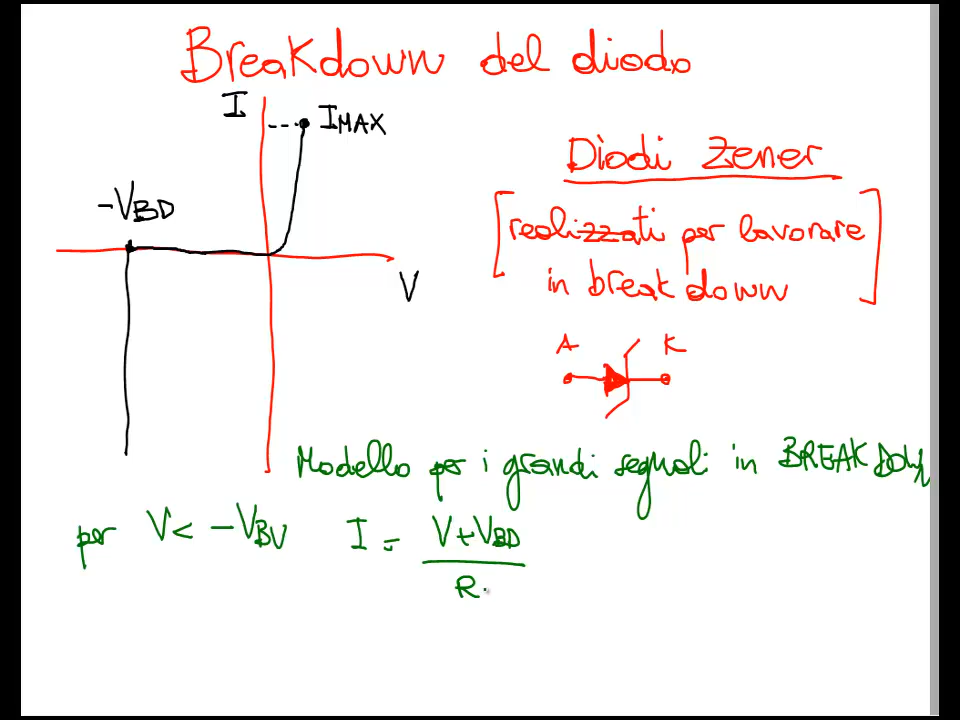 Breakdown del diodo
I
IMAX
-VBD
V
Diodi Zener
[realizzati per lavorare
in breakdown]
A K
Modello per i grandi segnali in BREAKDOWN
per V < -VBV I = V+VBD
R.